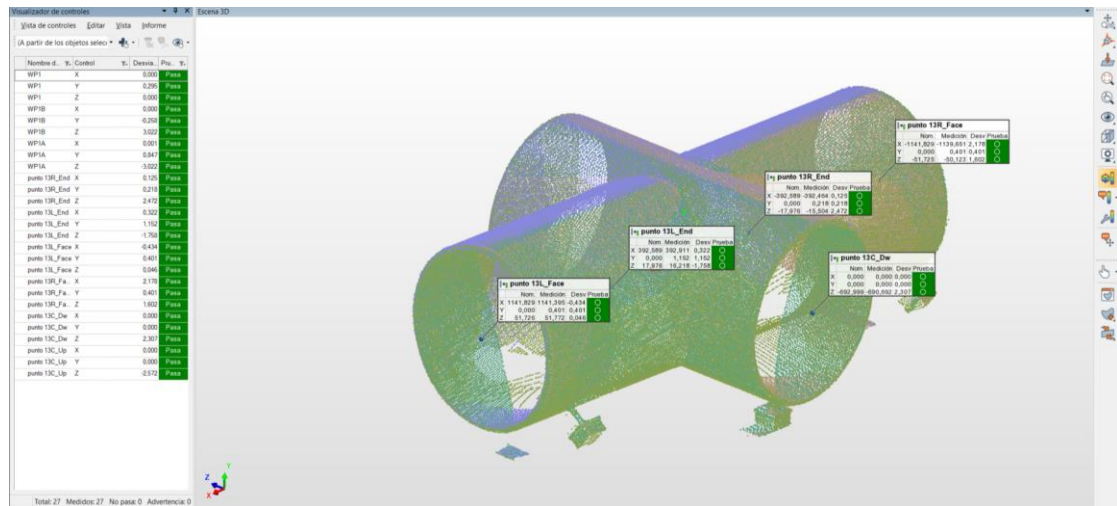 Visualizador de controles
Vista de controles Editar Vista Informe
(A partir de los objetos selecc
Nombre d.. Control Desvia.. Pru..
WP1 X 0,000 Pasa
WP1 Y 0,295 Pasa
WP1 Z 0,000 Pasa
WP1B X 0,000 Pasa
WP1B Y -0,250 Pasa
WP1B Z 3,022 Pasa
WP1A X 0,001 Pasa
WP1A Y 0,847 Pasa
WP1A Z -3,022 Pasa
punto 13R_End X 0,125 Pasa
punto 13R_End Y 0,218 Pasa
punto 13R_End Z 2,472 Pasa
punto 13L_End X 0,322 Pasa
punto 13L_End Y 1,152 Pasa
punto 13L_End Z -1,758 Pasa
punto 13L_Face X -0,434 Pasa
punto 13L_Face Y 0,401 Pasa
punto 13L_Face Z 0,046 Pasa
punto 13R_Fa.. X 2,178 Pasa
punto 13R_Fa.. Y 0,401 Pasa
punto 13R_Fa.. Z 1,602 Pasa
punto 13C_Dw X 0,000 Pasa
punto 13C_Dw Y 0,000 Pasa
punto 13C_Dw Z 2,307 Pasa
punto 13C_Up X 0,000 Pasa
punto 13C_Up Y 0,000 Pasa
punto 13C_Up Z -2,572 Pasa
Total: 27 Medidos: 27 No pasa: 0 Advertencia: 0
Escena 3D
punto 13R_Face
Nom. Medición Desv Prueba
X -1141,829 -1139,651 2,178
Y 0,000 0,401 0,401
Z -51,725 -50,123 1,602
punto 13R_End
Nom. Medición Desv Prueba
X -392,589 -392,464 0,125
Y 0,000 0,218 0,218
Z -17,976 -15,504 2,472
punto 13L_End
Nom. Medición Desv Prueba
X 392,589 392,911 0,322
Y 0,000 1,152 1,152
Z 17,976 16,218 -1,758
punto 13C_Dw
Nom. Medición Desv Prueba
X 0,000 0,000 0,000
Y 0,000 0,000 0,000
Z -692,999 -690,692 2,307
punto 13L_Face
Nom. Medición Desv Prueba
X 1141,829 1141,395 -0,434
Y 0,000 0,401 0,401
Z 51,726 51,772 0,046
Y
Z
X